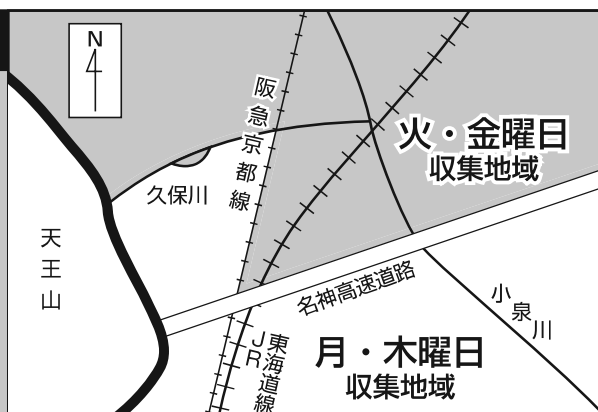 N
阪急京都線
火・金曜日
収集地域
久保川
天王山
名神高速道路
小泉川
JR東海道線
月・木曜日
収集地域